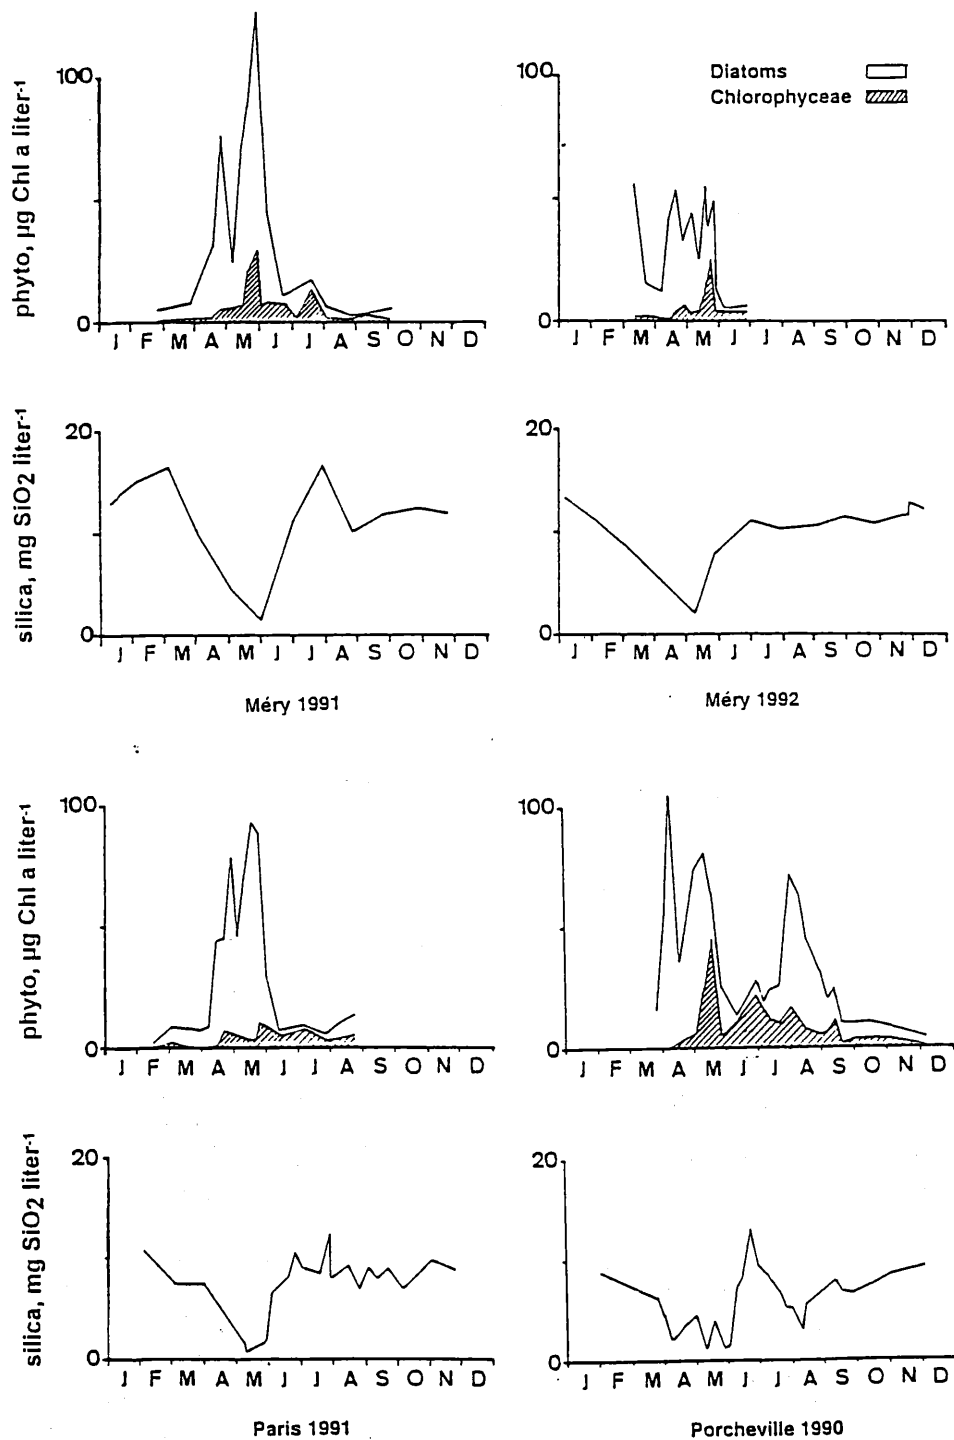 phyto, µg Chl a liter-1
100
0
J F M A M J J A S O N D
100
0
J F M A M J J A S O N D
Diatoms
Chlorophyceae
silica, mg SiO2 liter-1
20
0
J F M A M J J A S O N D
Méry 1991
20
0
J F M A M J J A S O N D
Méry 1992
phyto, µg Chl a liter-1
100
0
J F M A M J J A S O N D
100
0
J F M A M J J A S O N D
silica, mg SiO2 liter-1
20
0
J F M A M J J A S O N D
Paris 1991
20
0
J F M A M J J A S O N D
Porcheville 1990